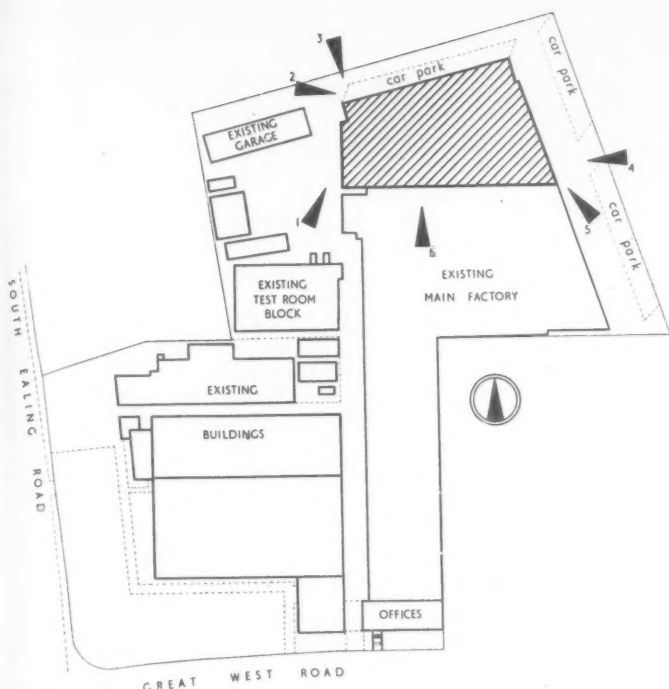 3
2
car park
car park
EXISTING
GARAGE
4
1
5
car park
6
EXISTING
MAIN FACTORY
EXISTING
TEST ROOM
BLOCK
SOUTH EALING ROAD
EXISTING
BUILDINGS
OFFICES
GREAT WEST ROAD